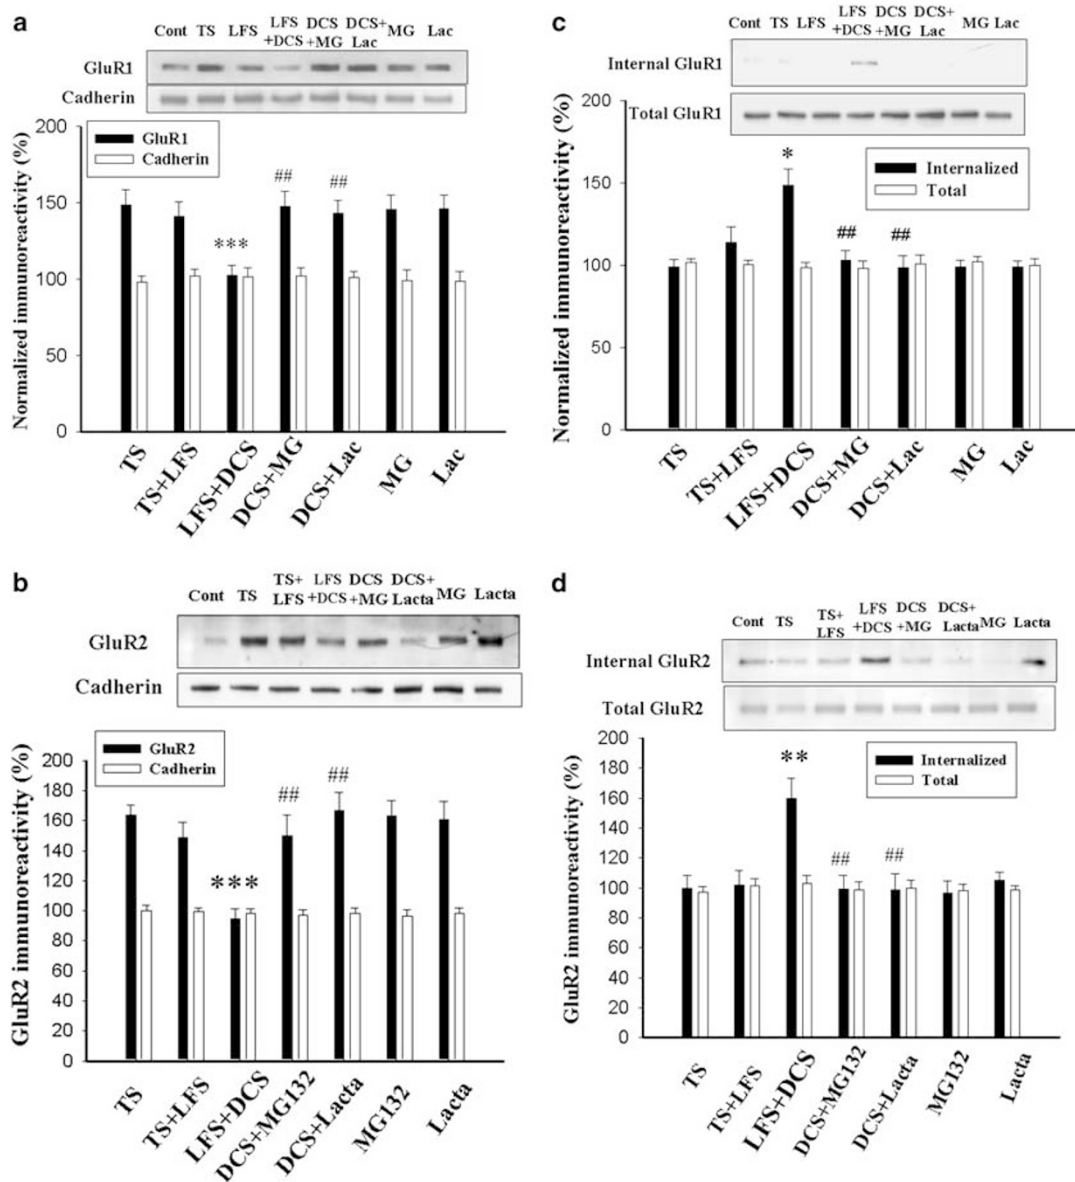 a
Cont TS LFS LFS +DCS DCS +MG DCS+ Lac MG Lac
GluR1
Cadherin
Normalized immunoreactivity (%)
200
150
100
50
0
GluR1
Cadherin
***
##
##
TS
TS+LFS
LFS+DCS
DCS+MG
DCS+Lac
MG
Lac
c
Cont TS LFS LFS +DCS DCS +MG DCS+ Lac MG Lac
Internal GluR1
Total GluR1
Normalized immunoreactivity (%)
200
150
100
50
0
Internalized
Total
*
##
##
TS
TS+LFS
LFS+DCS
DCS+MG
DCS+Lac
MG
Lac
b
Cont TS TS+ LFS LFS +DCS DCS +MG DCS+ Lacta MG Lacta
GluR2
Cadherin
GluR2 immunoreactivity (%)
200
180
160
140
120
100
80
60
40
20
0
GluR2
Cadherin
***
##
##
TS
TS+LFS
LFS+DCS
DCS+MG132
DCS+Lacta
MG132
Lacta
d
Cont TS TS+ LFS LFS +DCS DCS +MG DCS+ Lacta MG Lacta
Internal GluR2
Total GluR2
GluR2 immunoreactivity (%)
200
180
160
140
120
100
80
60
40
20
0
Internalized
Total
**
##
##
TS
TS+LFS
LFS+DCS
DCS+MG132
DCS+Lacta
MG132
Lacta